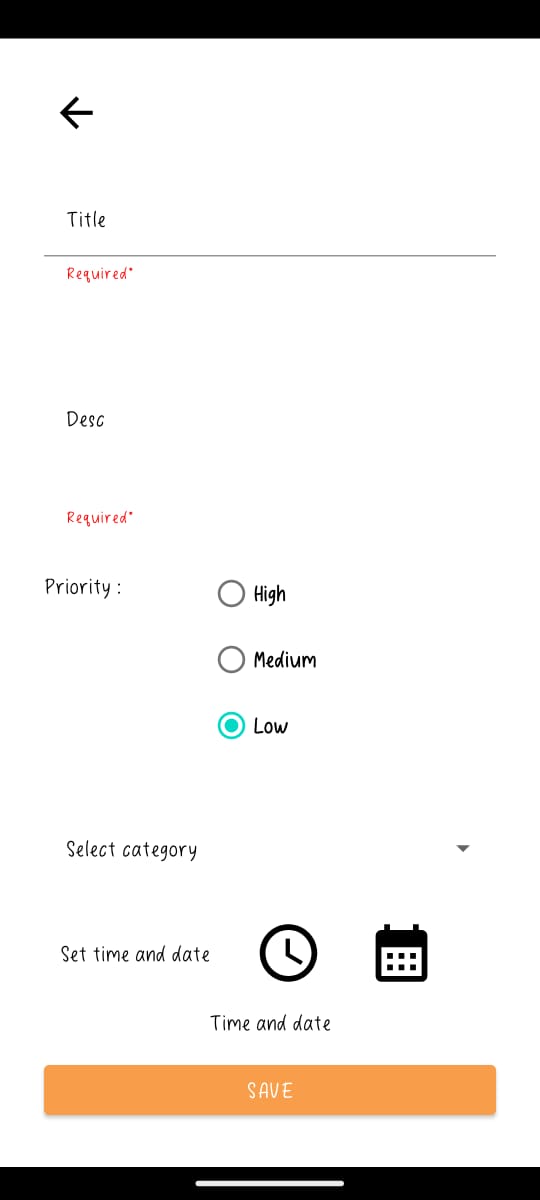 Title
Required*
Desc
Required*
Priority :
High
Medium
Low
Select category
Set time and date
Time and date
SAVE